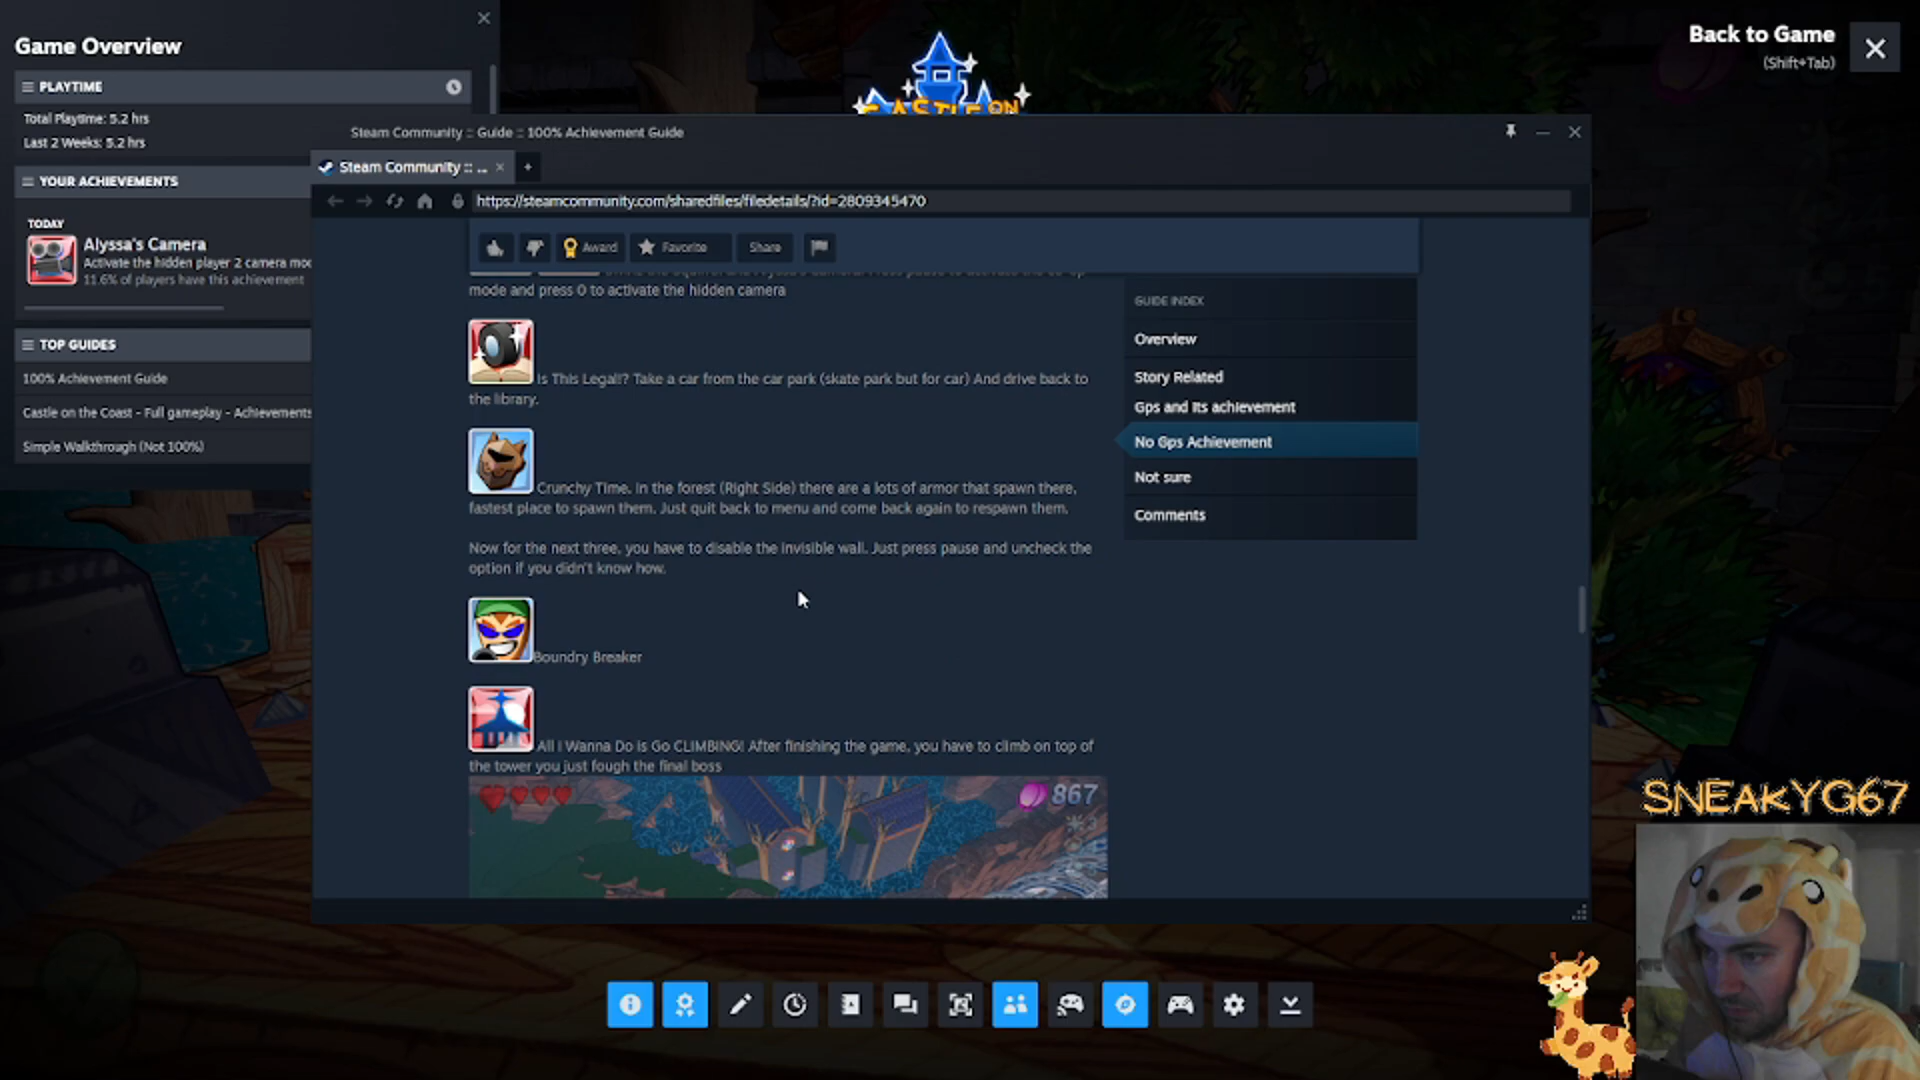 Game Overview
PLAYTIME
Total Playtime: 5.2 hrs
Last 2 Weeks: 5.2 hrs
YOUR ACHIEVEMENTS
TODAY
Alyssa's Camera
Activate the hidden player 2 camera mo
11.6% of players have this achievement
TOP GUIDES
100% Achievement Guide
Castle on the Coast - Full gameplay - Achievements
Simple Walkthrough (Not 100%)
CASTLE ON
Back to Game
(Shift+Tab)
Steam Community :: Guide :: 100% Achievement Guide
Steam Community :: ...
https://steamcommunity.com/sharedfiles/filedetails/?id=2809345470
Award
Favorite
Share
mode and press 0 to activate the hidden camera
Is This Legal!? Take a car from the car park (skate park but for car) And drive back to
the library.
Crunchy Time. In the forest (Right Side) there are a lots of armor that spawn there,
fastest place to spawn them. Just quit back to menu and come back again to respawn them.
Now for the next three, you have to disable the invisible wall. Just press pause and uncheck the
option if you didn't know how.
Boundry Breaker
All I Wanna Do is Go CLIMBING! After finishing the game, you have to climb on top of
the tower you just fough the final boss
867
GUIDE INDEX
Overview
Story Related
Gps and Its achievement
No Gps Achievement
Not sure
Comments
SNEAKYG67